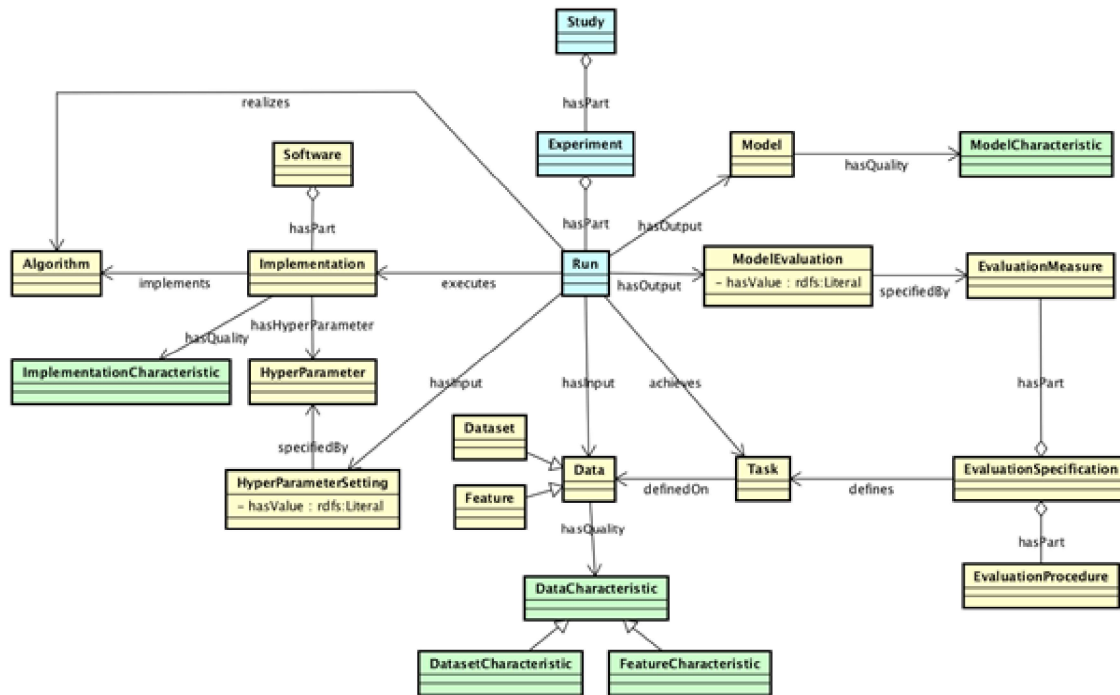 Study
hasPart
realizes
Experiment
Model
ModelCharacteristic
Software
hasQuality
hasPart
hasPart
hasOutput
Algorithm
Implementation
Run
ModelEvaluation
- hasValue : rdfs:Literal
EvaluationMeasure
implements
executes
hasOutput
specifiedBy
hasQuality
hasHyperParameter
ImplementationCharacteristic
HyperParameter
hasInput
hasInput
achieves
hasPart
Dataset
specifiedBy
HyperParameterSetting
- hasValue : rdfs:Literal
Feature
Data
definedOn
Task
defines
EvaluationSpecification
hasQuality
hasPart
EvaluationProcedure
DataCharacteristic
DatasetCharacteristic
FeatureCharacteristic